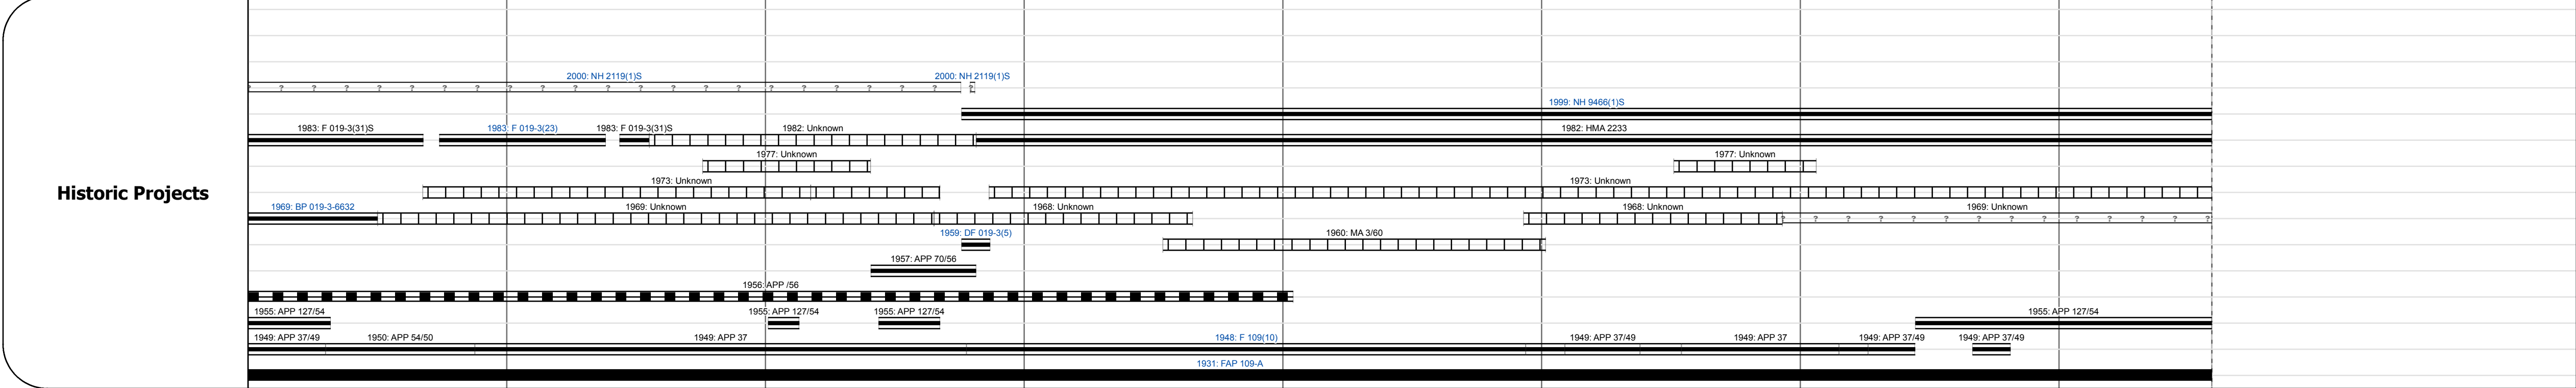 2000: NH 2119(1)S 2000: NH 2119(1)S
1999: NH 9466(1)S
1983: F 019-3(31)S 1983: F 019-3(23) 1983: F 019-3(31)S 1982: Unknown 1982: HMA 2233
1977: Unknown 1977: Unknown
1973: Unknown 1973: Unknown
Historic Projects
1969: BP 019-3-6632 1969: Unknown 1968: Unknown 1968: Unknown 1969: Unknown
1959: DF 019-3(5) 1960: MA 3/60
1957: APP 70/56
1956: APP /56
1955: APP 127/54 1955: APP 127/54 1955: APP 127/54 1955: APP 127/54
1949: APP 37/49 1950: APP 54/50 1949: APP 37 1948: F 109(10) 1949: APP 37/49 1949: APP 37 1949: APP 37/49 1949: APP 37/49
1931: FAP 109-A